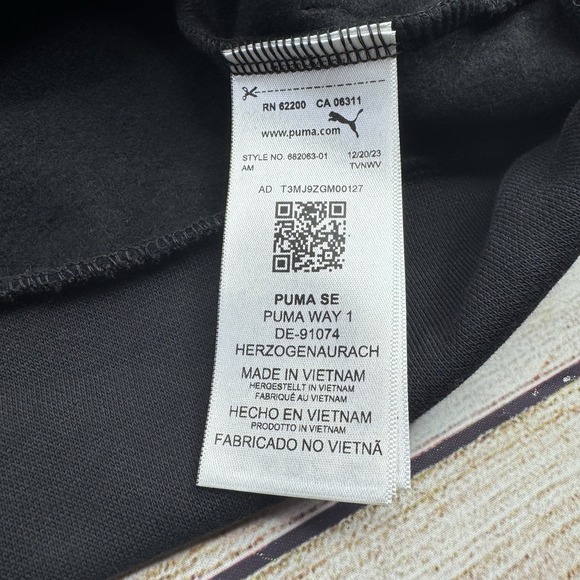 RN 62200 CA 06311
www.puma.com
STYLE NO. 682063-01 12/20/23
AM TVNWV
AD T3MJ9ZGM00127
PUMA SE
PUMA WAY 1
DE-91074
HERZOGENAURACH
MADE IN VIETNAM
HERGESTELLT IN VIETNAM
FABRIQUÉ AU VIETNAM
HECHO EN VIETNAM
PRODOTTO IN VIETNAM
FABRICADO NO VIETNÃ